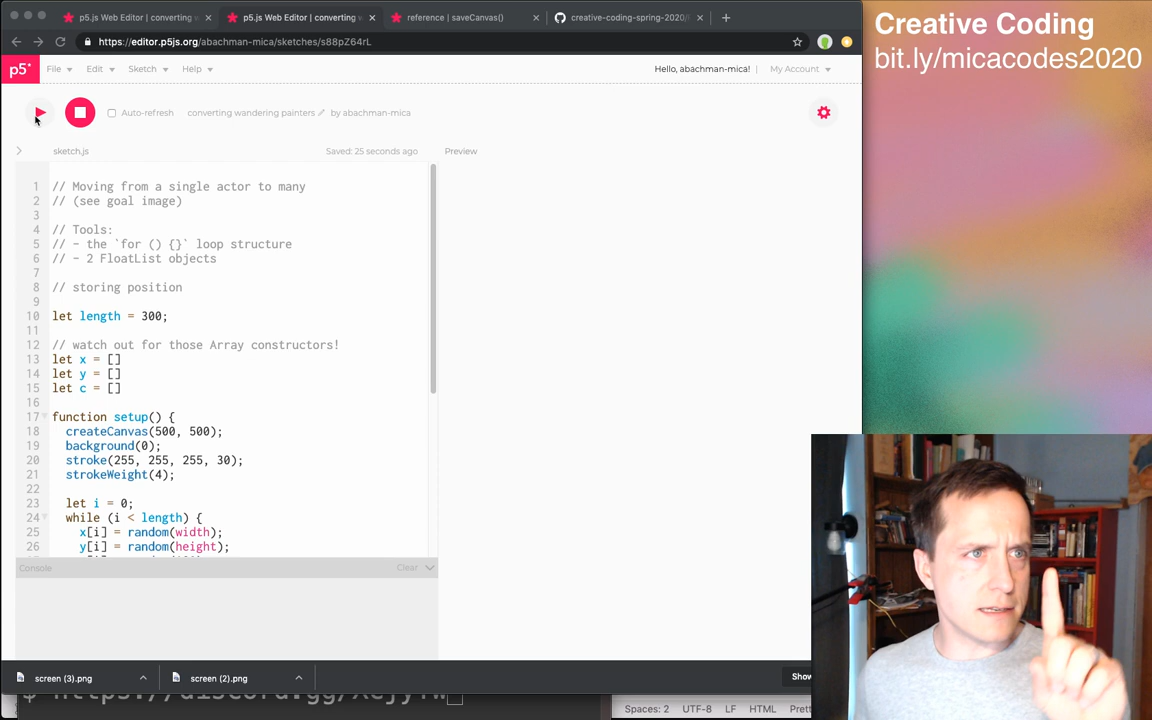 p5.js Web Editor | converting w
p5.js Web Editor | converting w
reference | saveCanvas()
creative-coding-spring-2020/
https://editor.p5js.org/abachman-mica/sketches/s88pZ64rL
Creative Coding
bit.ly/micacodes2020
p5*
File
Edit
Sketch
Help
Hello, abachman-mica!
My Account
Auto-refresh
converting wandering painters
by abachman-mica
sketch.js
Saved: 25 seconds ago
Preview
1 // Moving from a single actor to many
2 // (see goal image)
3
4 // Tools:
5 // - the `for () {}` loop structure
6 // - 2 FloatList objects
7
8 // storing position
9
10 let length = 300;
11
12 // watch out for those Array constructors!
13 let x = []
14 let y = []
15 let c = []
16
17 function setup() {
18 createCanvas(500, 500);
19 background(0);
20 stroke(255, 255, 255, 30);
21 strokeWeight(4);
22
23 let i = 0;
24 while (i < length) {
25 x[i] = random(width);
26 y[i] = random(height);
Console
Clear
screen (3).png
screen (2).png
Show
Spaces: 2
UTF-8
LF
HTML